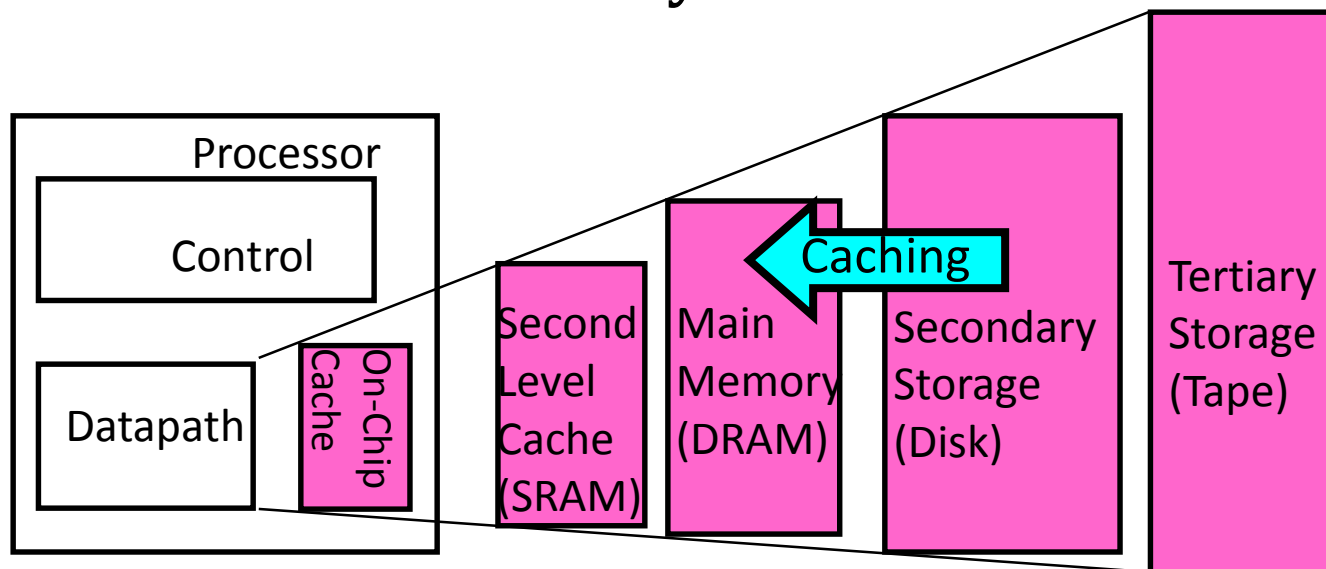 Processor
Control
Datapath
On-Chip
Cache
Second
Level
Cache
(SRAM)
Main
Memory
(DRAM)
Caching
Secondary
Storage
(Disk)
Tertiary
Storage
(Tape)